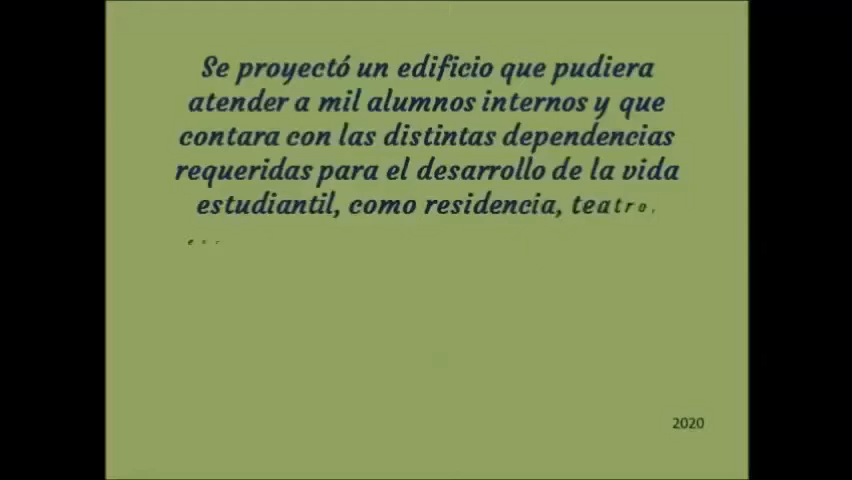 Se proyectó un edificio que pudiera
atender a mil alumnos internos y que
contara con las distintas dependencias
requeridas para el desarrollo de la vida
estudiantil, como residencia, teatro,
2020